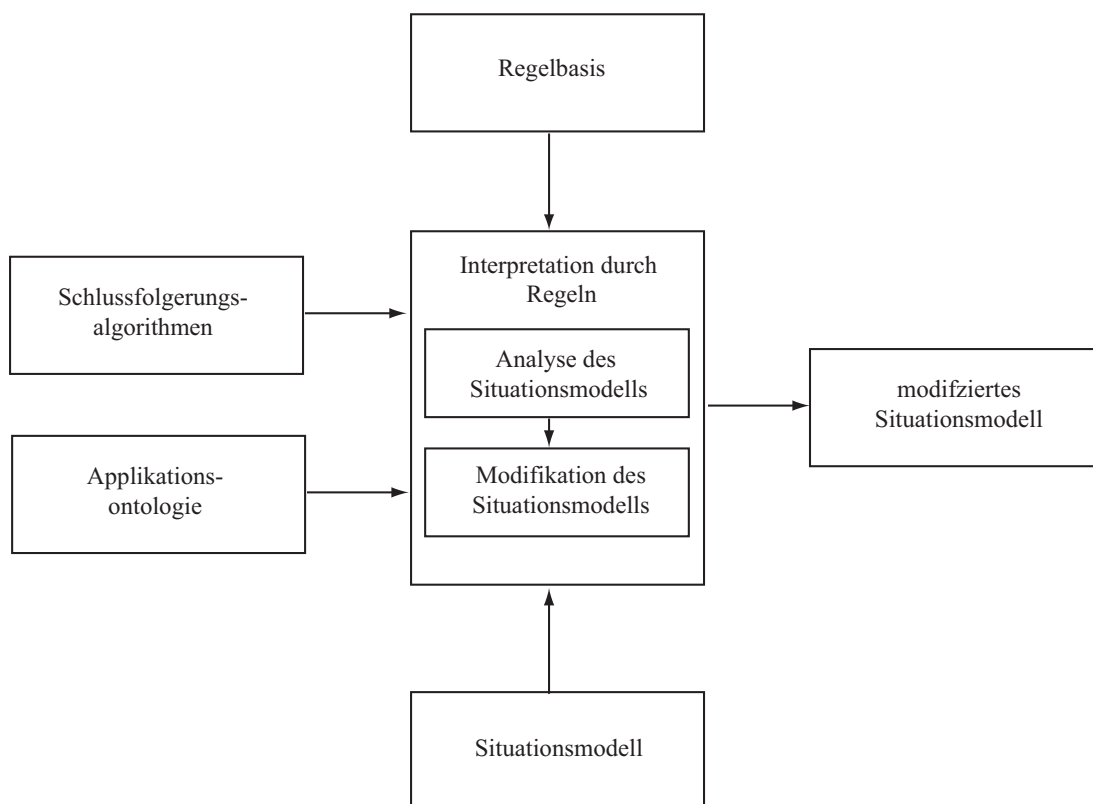 Regelbasis
Schlussfolgerungs-
algorithmen
Applikations-
ontologie
Interpretation durch
Regeln
Analyse des
Situationsmodells
Modifikation des
Situationsmodells
modifziertes
Situationsmodell
Situationsmodell